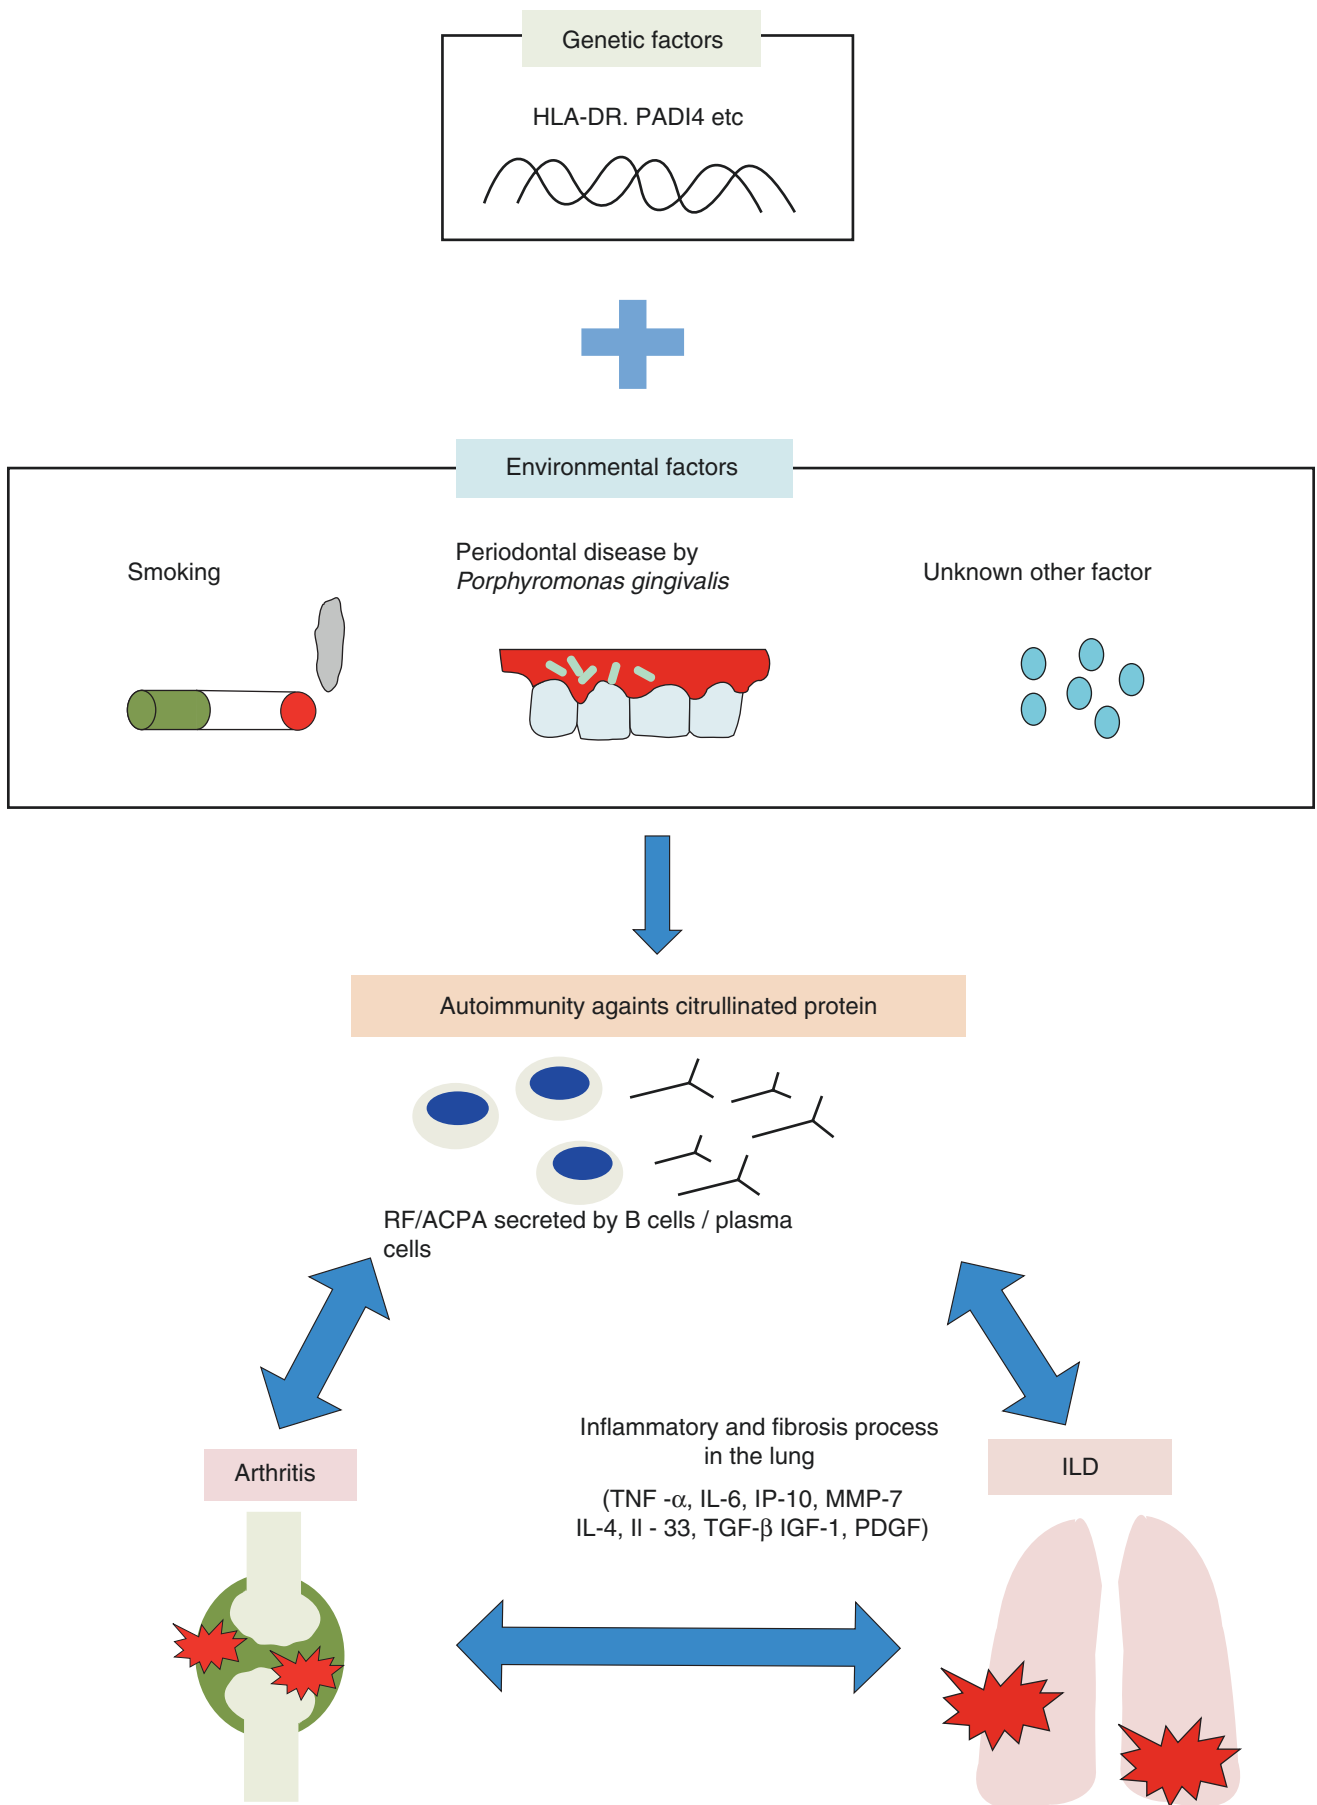 Genetic factors
HLA-DR. PADI4 etc
Environmental factors
Smoking
Periodontal disease by
Porphyromonas gingivalis
Unknown other factor
Autoimmunity againts citrullinated protein
RF/ACPA secreted by B cells / plasma
cells
Arthritis
Inflammatory and fibrosis process
in the lung
(TNF -α, IL-6, IP-10, MMP-7
IL-4, Il - 33, TGF-β IGF-1, PDGF)
ILD